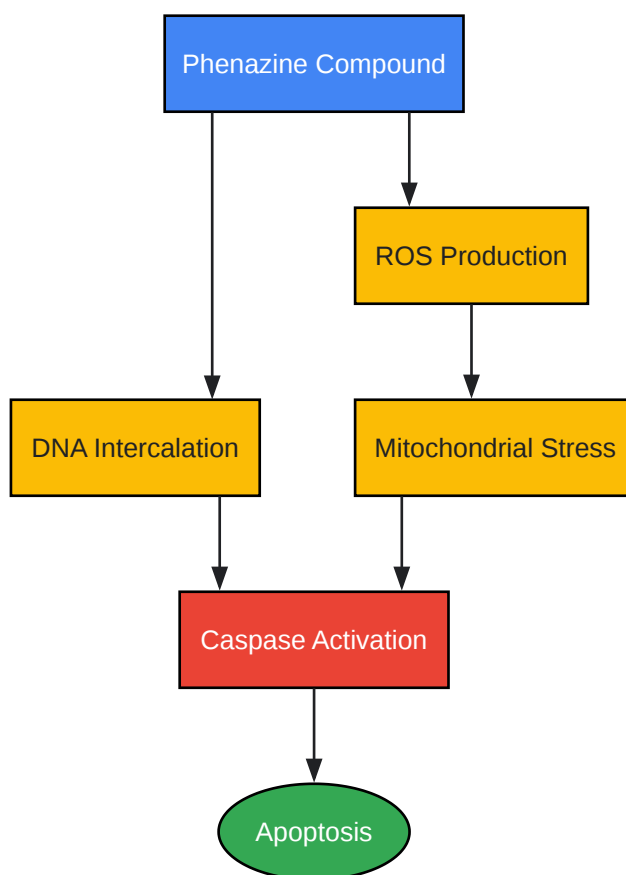 Phenazine Compound
ROS Production
DNA Intercalation
Mitochondrial Stress
Caspase Activation
Apoptosis